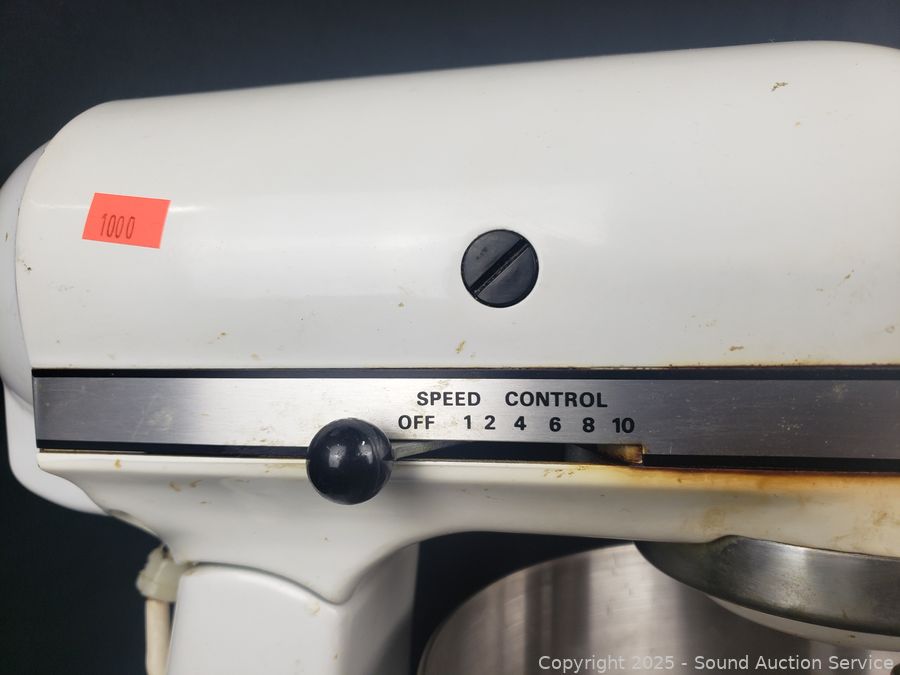 1000
SPEED CONTROL
OFF 1 2 4 6 8 10
Copyright © 2025 - Sound Auction Service